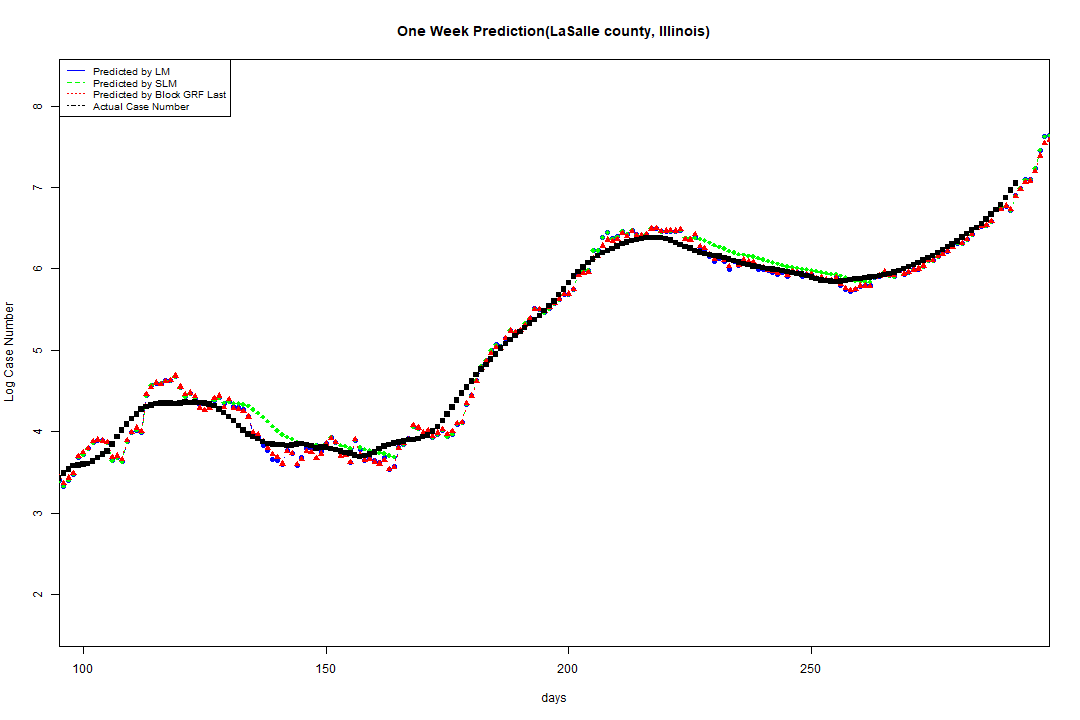 One Week Prediction(LaSalle county, Illinois)
Predicted by LM
Predicted by SLM
Predicted by Block GRF Last
Actual Case Number
8
7
6
5
4
3
2
Log Case Number
100 150 200 250
days